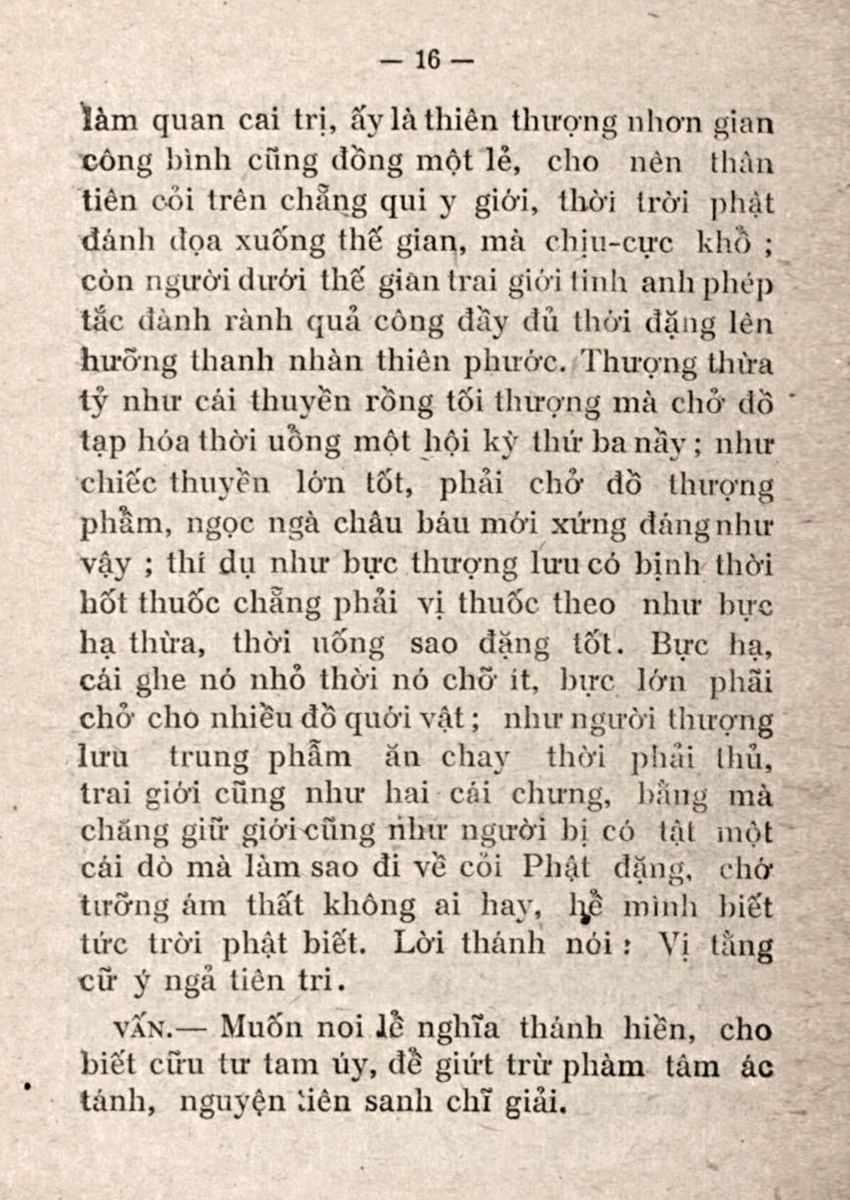 — 16 —
làm quan cai trị, ấy là thiên thượng nhơn gian
công bình cũng đồng một lẻ, cho nên thần
tiên cỏi trên chẵng qui y giới, thời trời phật
đánh đọa xuống thế gian, mà chịu-cực khổ ;
còn người dưới thế gian trai giới tinh anh phép
tắc đành rành quả công đầy đủ thời đặng lên
hưỡng thanh nhàn thiên phước. Thượng thừa
tỷ như cái thuyền rồng tối thượng mà chở đồ
tạp hóa thời uổng một hội kỳ thứ ba nầy ; như
chiếc thuyền lớn tốt, phải chở đồ thượng
phẩm, ngọc ngà châu báu mới xứng đáng như
vậy ; thí dụ như bực thượng lưu có bịnh thời
hốt thuốc chẵng phải vị thuốc theo như bực
hạ thừa, thời uống sao đặng tốt. Bực hạ,
cái ghe nó nhỏ thời nó chỡ ít, bực lớn phãi
chở cho nhiều đồ quới vật ; như người thượng
lưu trung phẫm ăn chay thời phải thủ,
trai giới cũng như hai cái chưng, bằng mà
chẳng giữ giới cũng như người bị có tật một
cái dò mà làm sao đi về cỏi Phật đặng, chớ
tưỡng ám thất không ai hay, hề mình biết
tức trời phật biết. Lời thánh nói : Vị tằng
cữ ý ngả tiên tri.
VẤN.— Muốn noi lề nghĩa thánh hiền, cho
biết cữu tư tam úy, để giứt trừ phàm tâm ác
tánh, nguyện tiên sanh chĩ giải.